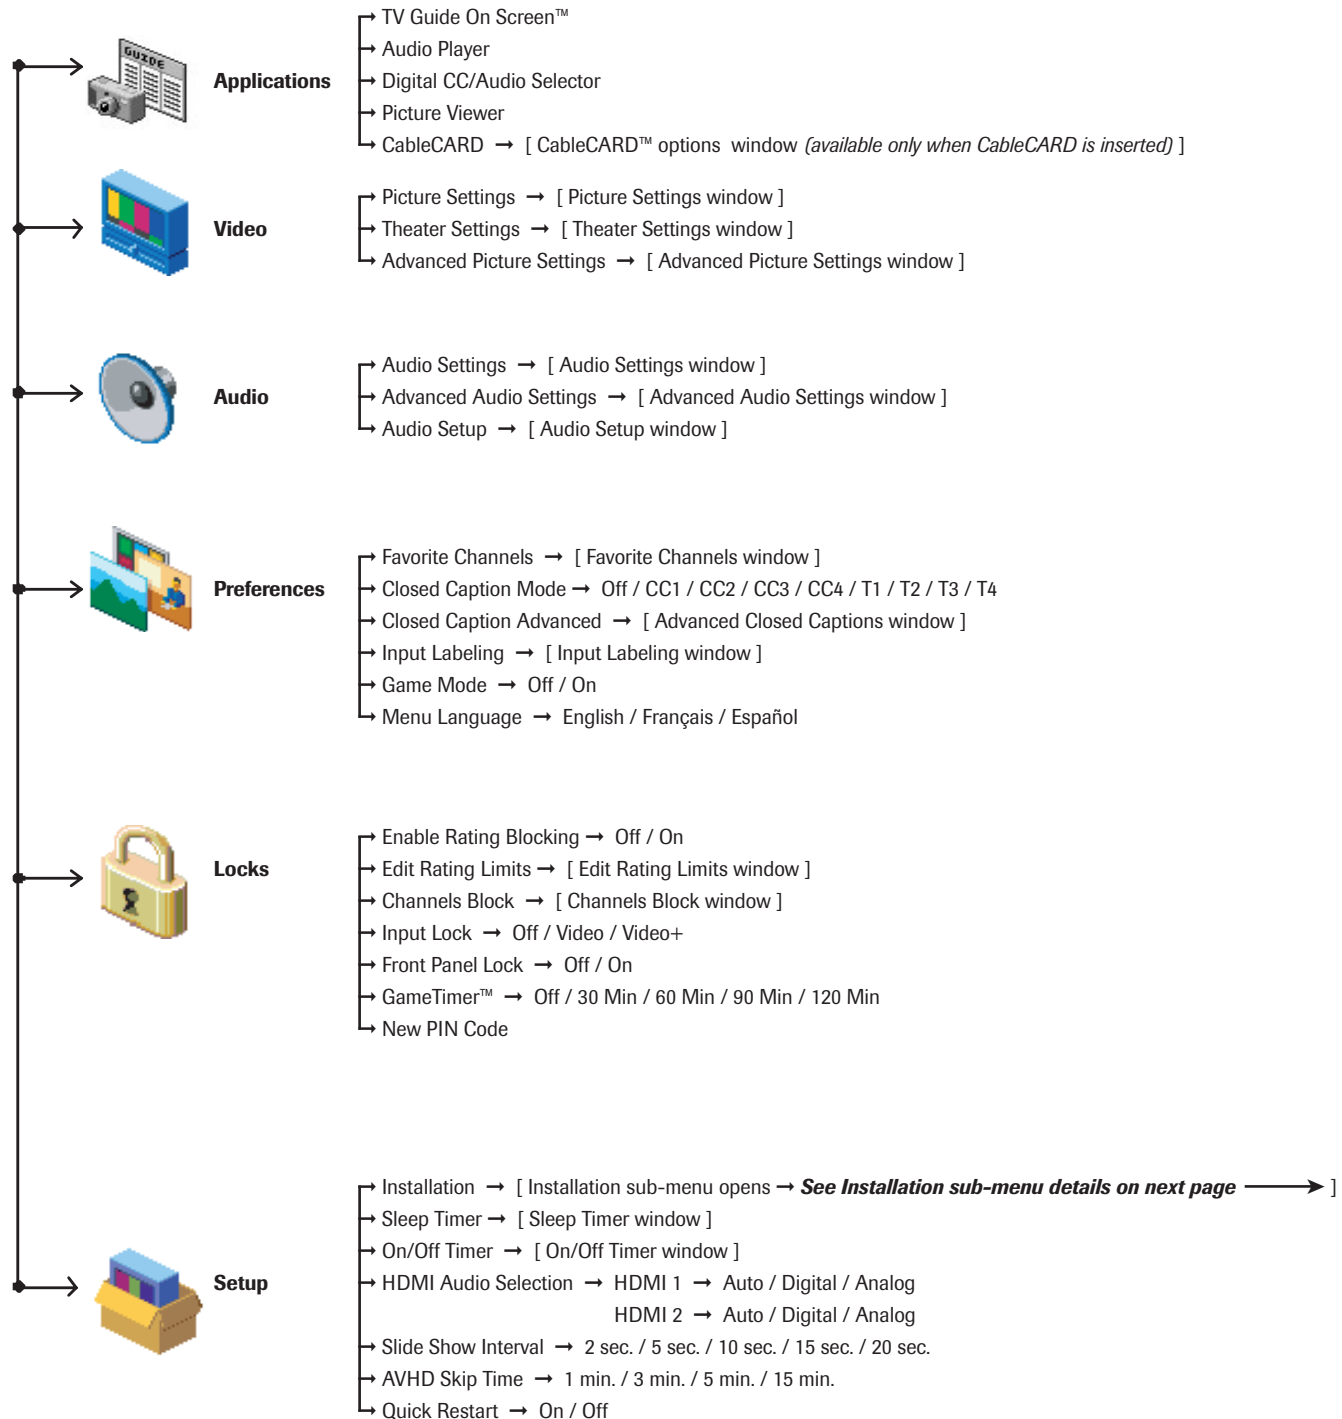 GUIDE
Applications
→ TV Guide On Screen™
→ Audio Player
→ Digital CC/Audio Selector
→ Picture Viewer
→ CableCARD → [ CableCARD™ options window (available only when CableCARD is inserted) ]
Video
→ Picture Settings → [ Picture Settings window ]
→ Theater Settings → [ Theater Settings window ]
→ Advanced Picture Settings → [ Advanced Picture Settings window ]
Audio
→ Audio Settings → [ Audio Settings window ]
→ Advanced Audio Settings → [ Advanced Audio Settings window ]
→ Audio Setup → [ Audio Setup window ]
Preferences
→ Favorite Channels → [ Favorite Channels window ]
→ Closed Caption Mode → Off / CC1 / CC2 / CC3 / CC4 / T1 / T2 / T3 / T4
→ Closed Caption Advanced → [ Advanced Closed Captions window ]
→ Input Labeling → [ Input Labeling window ]
→ Game Mode → Off / On
→ Menu Language → English / Français / Español
Locks
→ Enable Rating Blocking → Off / On
→ Edit Rating Limits → [ Edit Rating Limits window ]
→ Channels Block → [ Channels Block window ]
→ Input Lock → Off / Video / Video+
→ Front Panel Lock → Off / On
→ GameTimer™ → Off / 30 Min / 60 Min / 90 Min / 120 Min
→ New PIN Code
Setup
→ Installation → [ Installation sub-menu opens → See Installation sub-menu details on next page → ]
→ Sleep Timer → [ Sleep Timer window ]
→ On/Off Timer → [ On/Off Timer window ]
→ HDMI Audio Selection → HDMI 1 → Auto / Digital / Analog
HDMI 2 → Auto / Digital / Analog
→ Slide Show Interval → 2 sec. / 5 sec. / 10 sec. / 15 sec. / 20 sec.
→ AVHD Skip Time → 1 min. / 3 min. / 5 min. / 15 min.
→ Quick Restart → On / Off